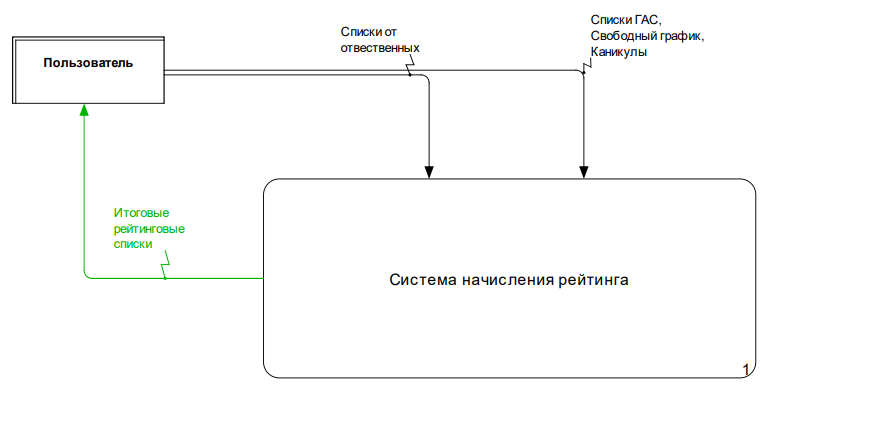 Пользователь
Списки от
отвественных
Списки ГАС,
Свободный график,
Каникулы
Итоговые
рейтинговые
списки
Система начисления рейтинга
1